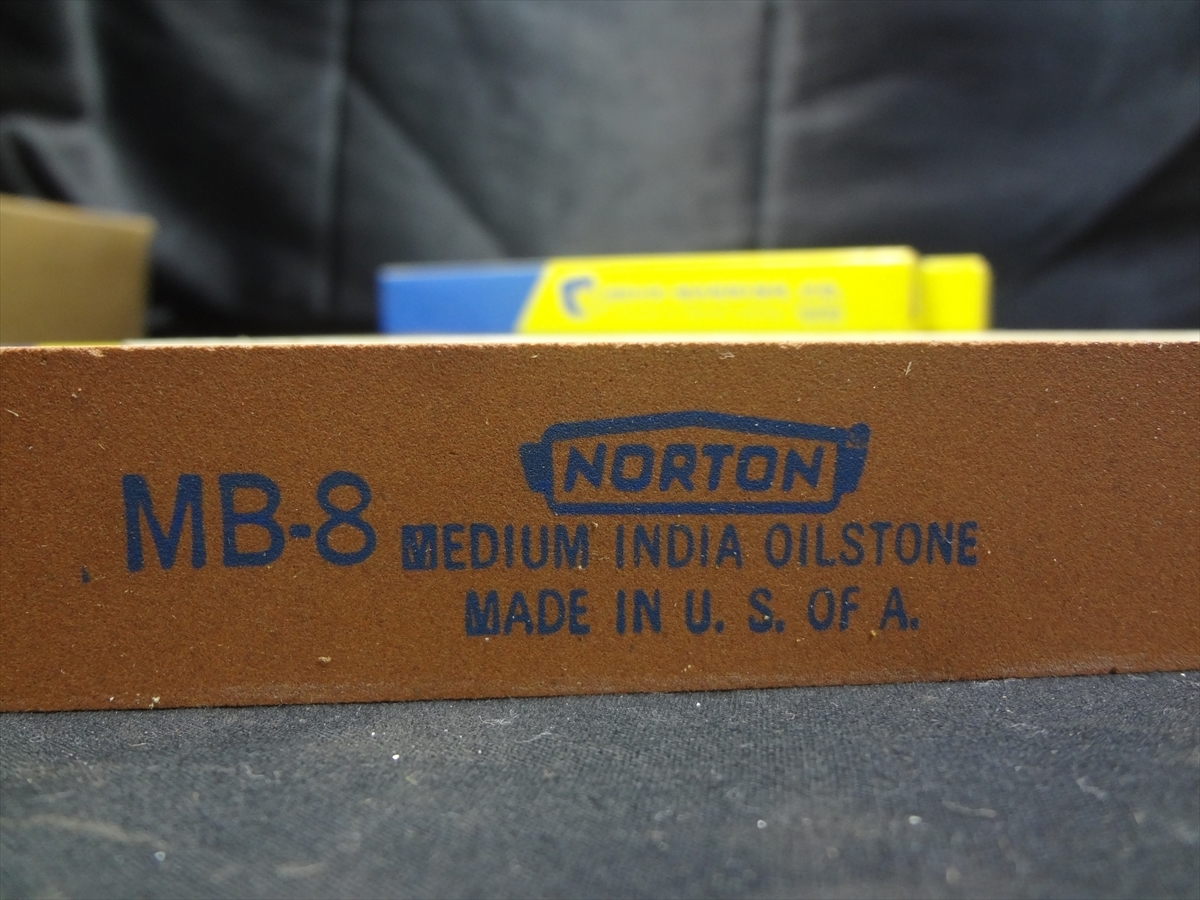 NORTON
MB-8
MEDIUM INDIA OILSTONE
MADE IN U. S. OF A.